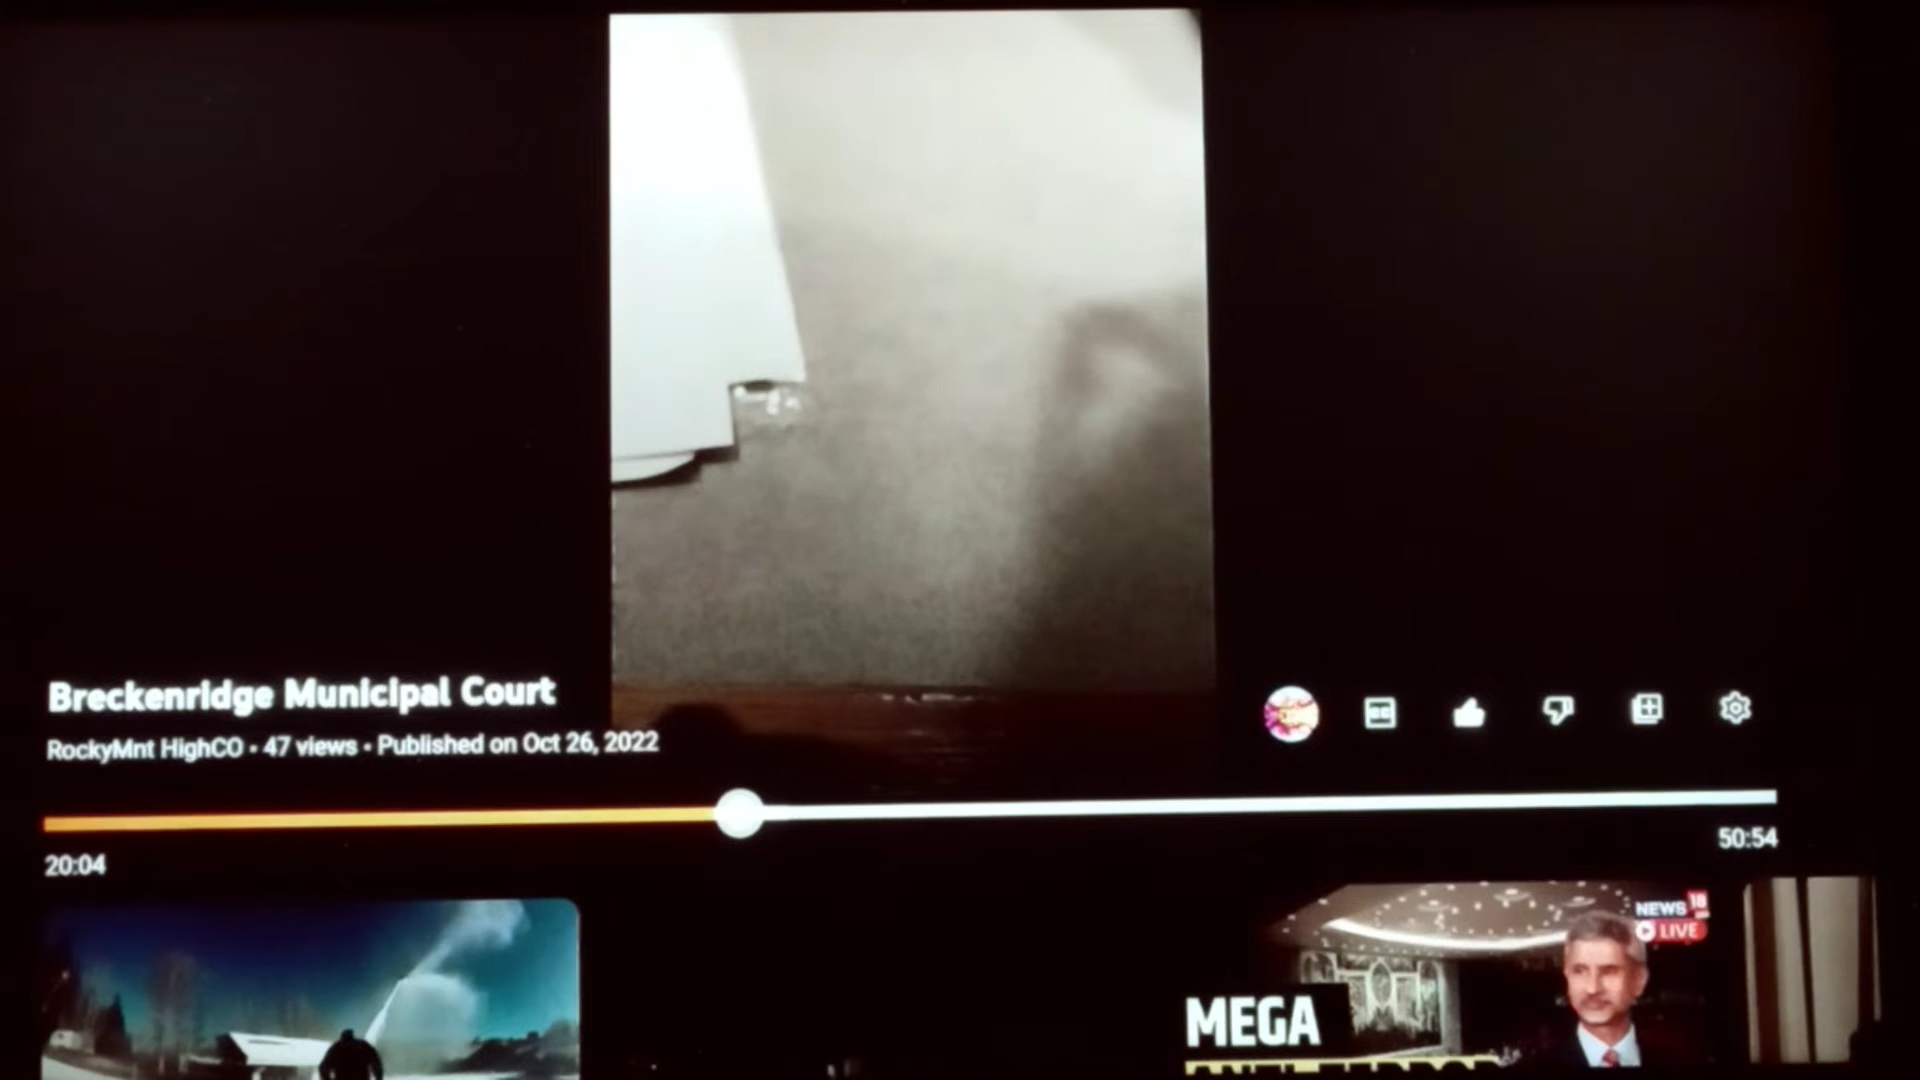 Breckenridge Municipal Court
RockyMnt HighCO • 47 views • Published on Oct 26, 2022
CC
20:04
50:54
NEWS 18
LIVE
MEGA